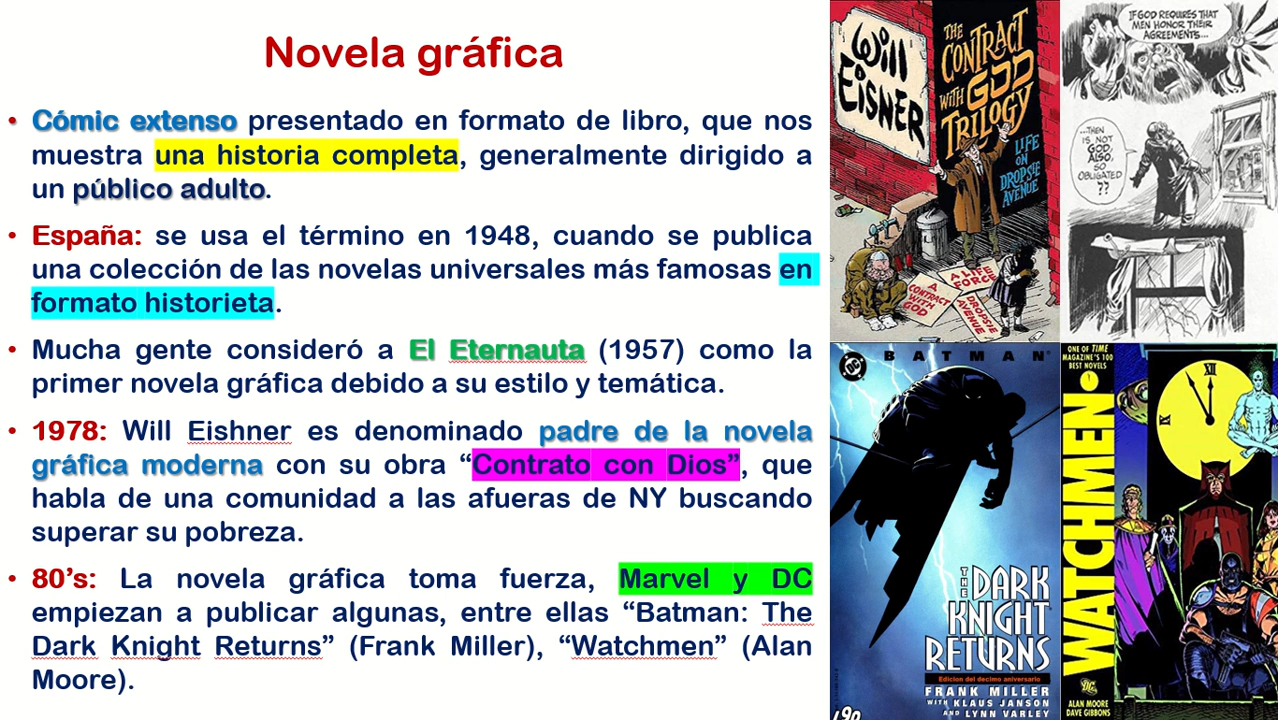 Novela gráfica
• Cómic extenso presentado en formato de libro, que nos
muestra una historia completa, generalmente dirigido a
un público adulto.
• España: se usa el término en 1948, cuando se publica
una colección de las novelas universales más famosas en
formato historieta.
• Mucha gente consideró a El Eternauta (1957) como la
primer novela gráfica debido a su estilo y temática.
• 1978: Will Eishner es denominado padre de la novela
gráfica moderna con su obra “Contrato con Dios”, que
habla de una comunidad a las afueras de NY buscando
superar su pobreza.
• 80’s: La novela gráfica toma fuerza, Marvel y DC
empiezan a publicar algunas, entre ellas “Batman: The
Dark Knight Returns” (Frank Miller), “Watchmen” (Alan
Moore).
Will
EISNER
THE
CONTRACT
WITH GOD
TRILOGY
LIFE
ON
DROPSIE
AVENUE
A LIFE
FORCE
A
CONTRACT
WITH
GOD
DROPSIE
AVENUE
IF GOD REQUIRES THAT
MEN HONOR THEIR
AGREEMENTS...
...THEN
IS NOT
GOD,
ALSO,
SO
OBLIGATED
??
DC
BATMAN
THE
DARK
KNIGHT
RETURNS
Edicion del decimo aniversario
FRANK MILLER
WITH KLAUS JANSON
AND LYNN VARLEY
ONE OF TIME
MAGAZINE'S 100
BEST NOVELS
XII
IX
WATCHMEN
DC
ALAN MOORE
DAVE GIBBONS